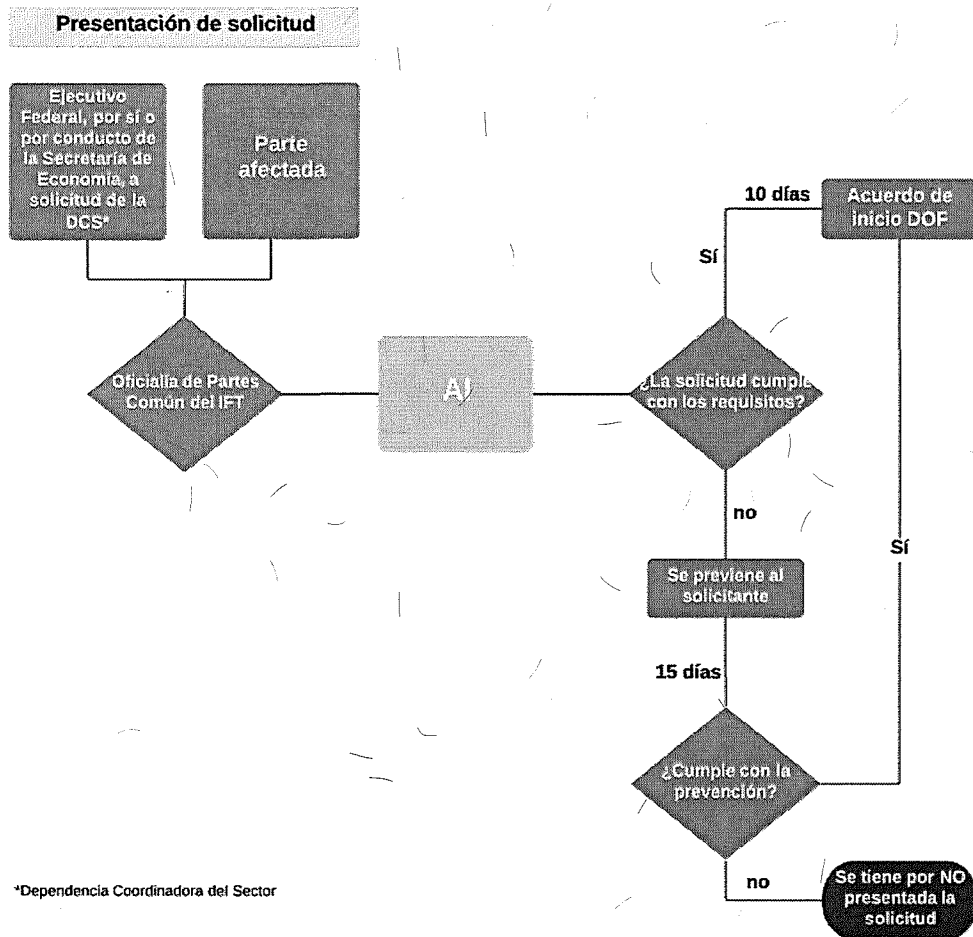 Presentación de solicitud
Ejecutivo
Federal, por sí o
por conducto de
la Secretaría de
Economía, a
solicitud de la
DCS*
Parte
afectada
Oficialía de Partes
Común del IFT
AI
¿La solicitud cumple
con los requisitos?
Sí
10 días
Acuerdo de
inicio DOF
no
Se previene al
solicitante
15 días
¿Cumple con la
prevención?
Sí
no
Se tiene por NO
presentada la
solicitud
*Dependencia Coordinadora del Sector